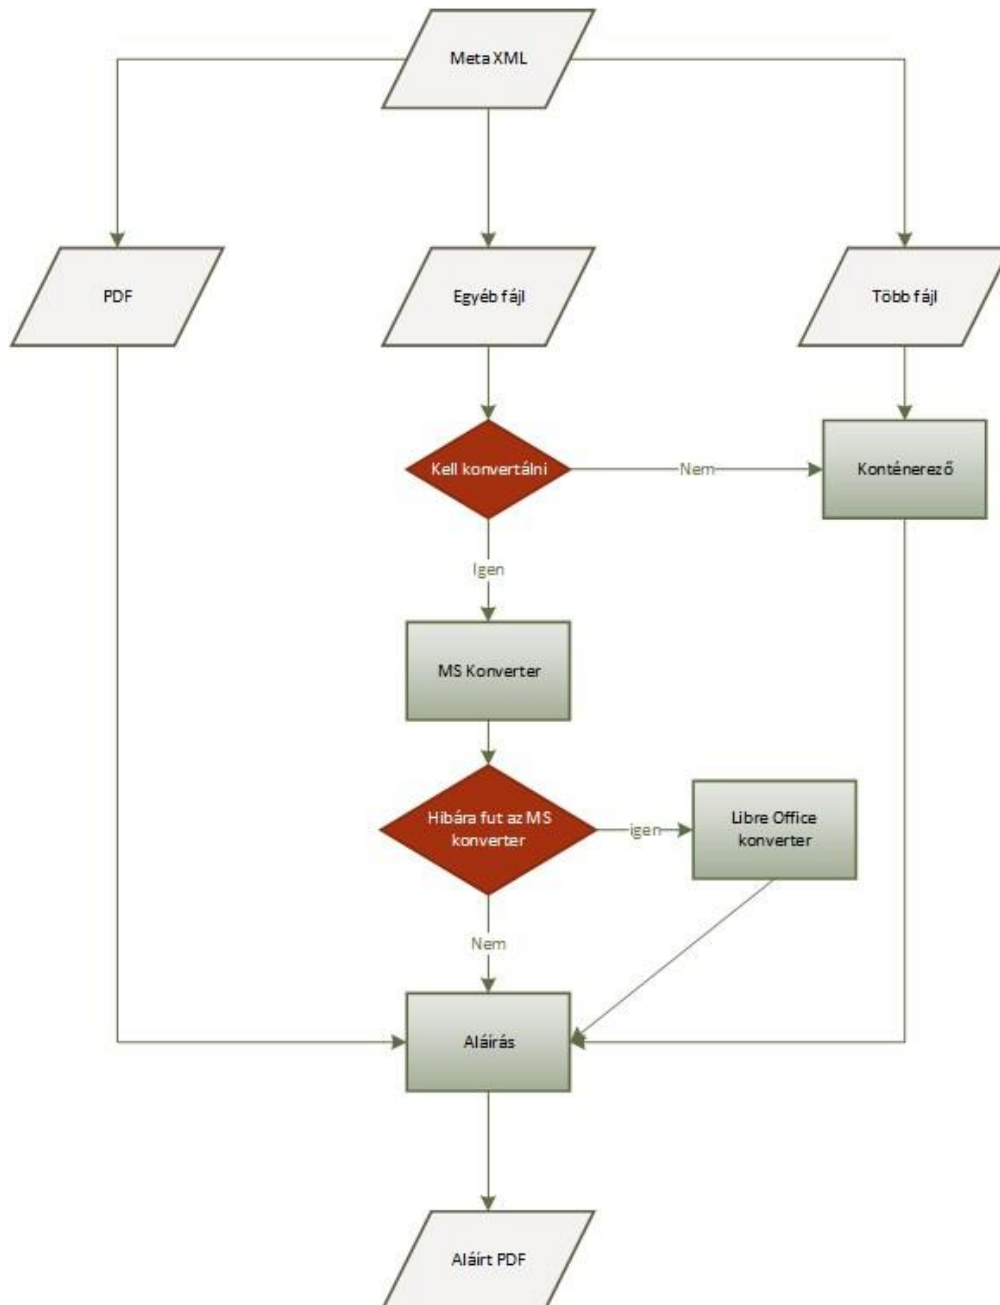 Meta XML
PDF
Egyéb fájl
Több fájl
Kell konvertálni
Nem
Konténerező
Igen
MS Konverter
Hibára fut az MS
konverter
igen
Libre Office
konverter
Nem
Aláírás
Aláírt PDF